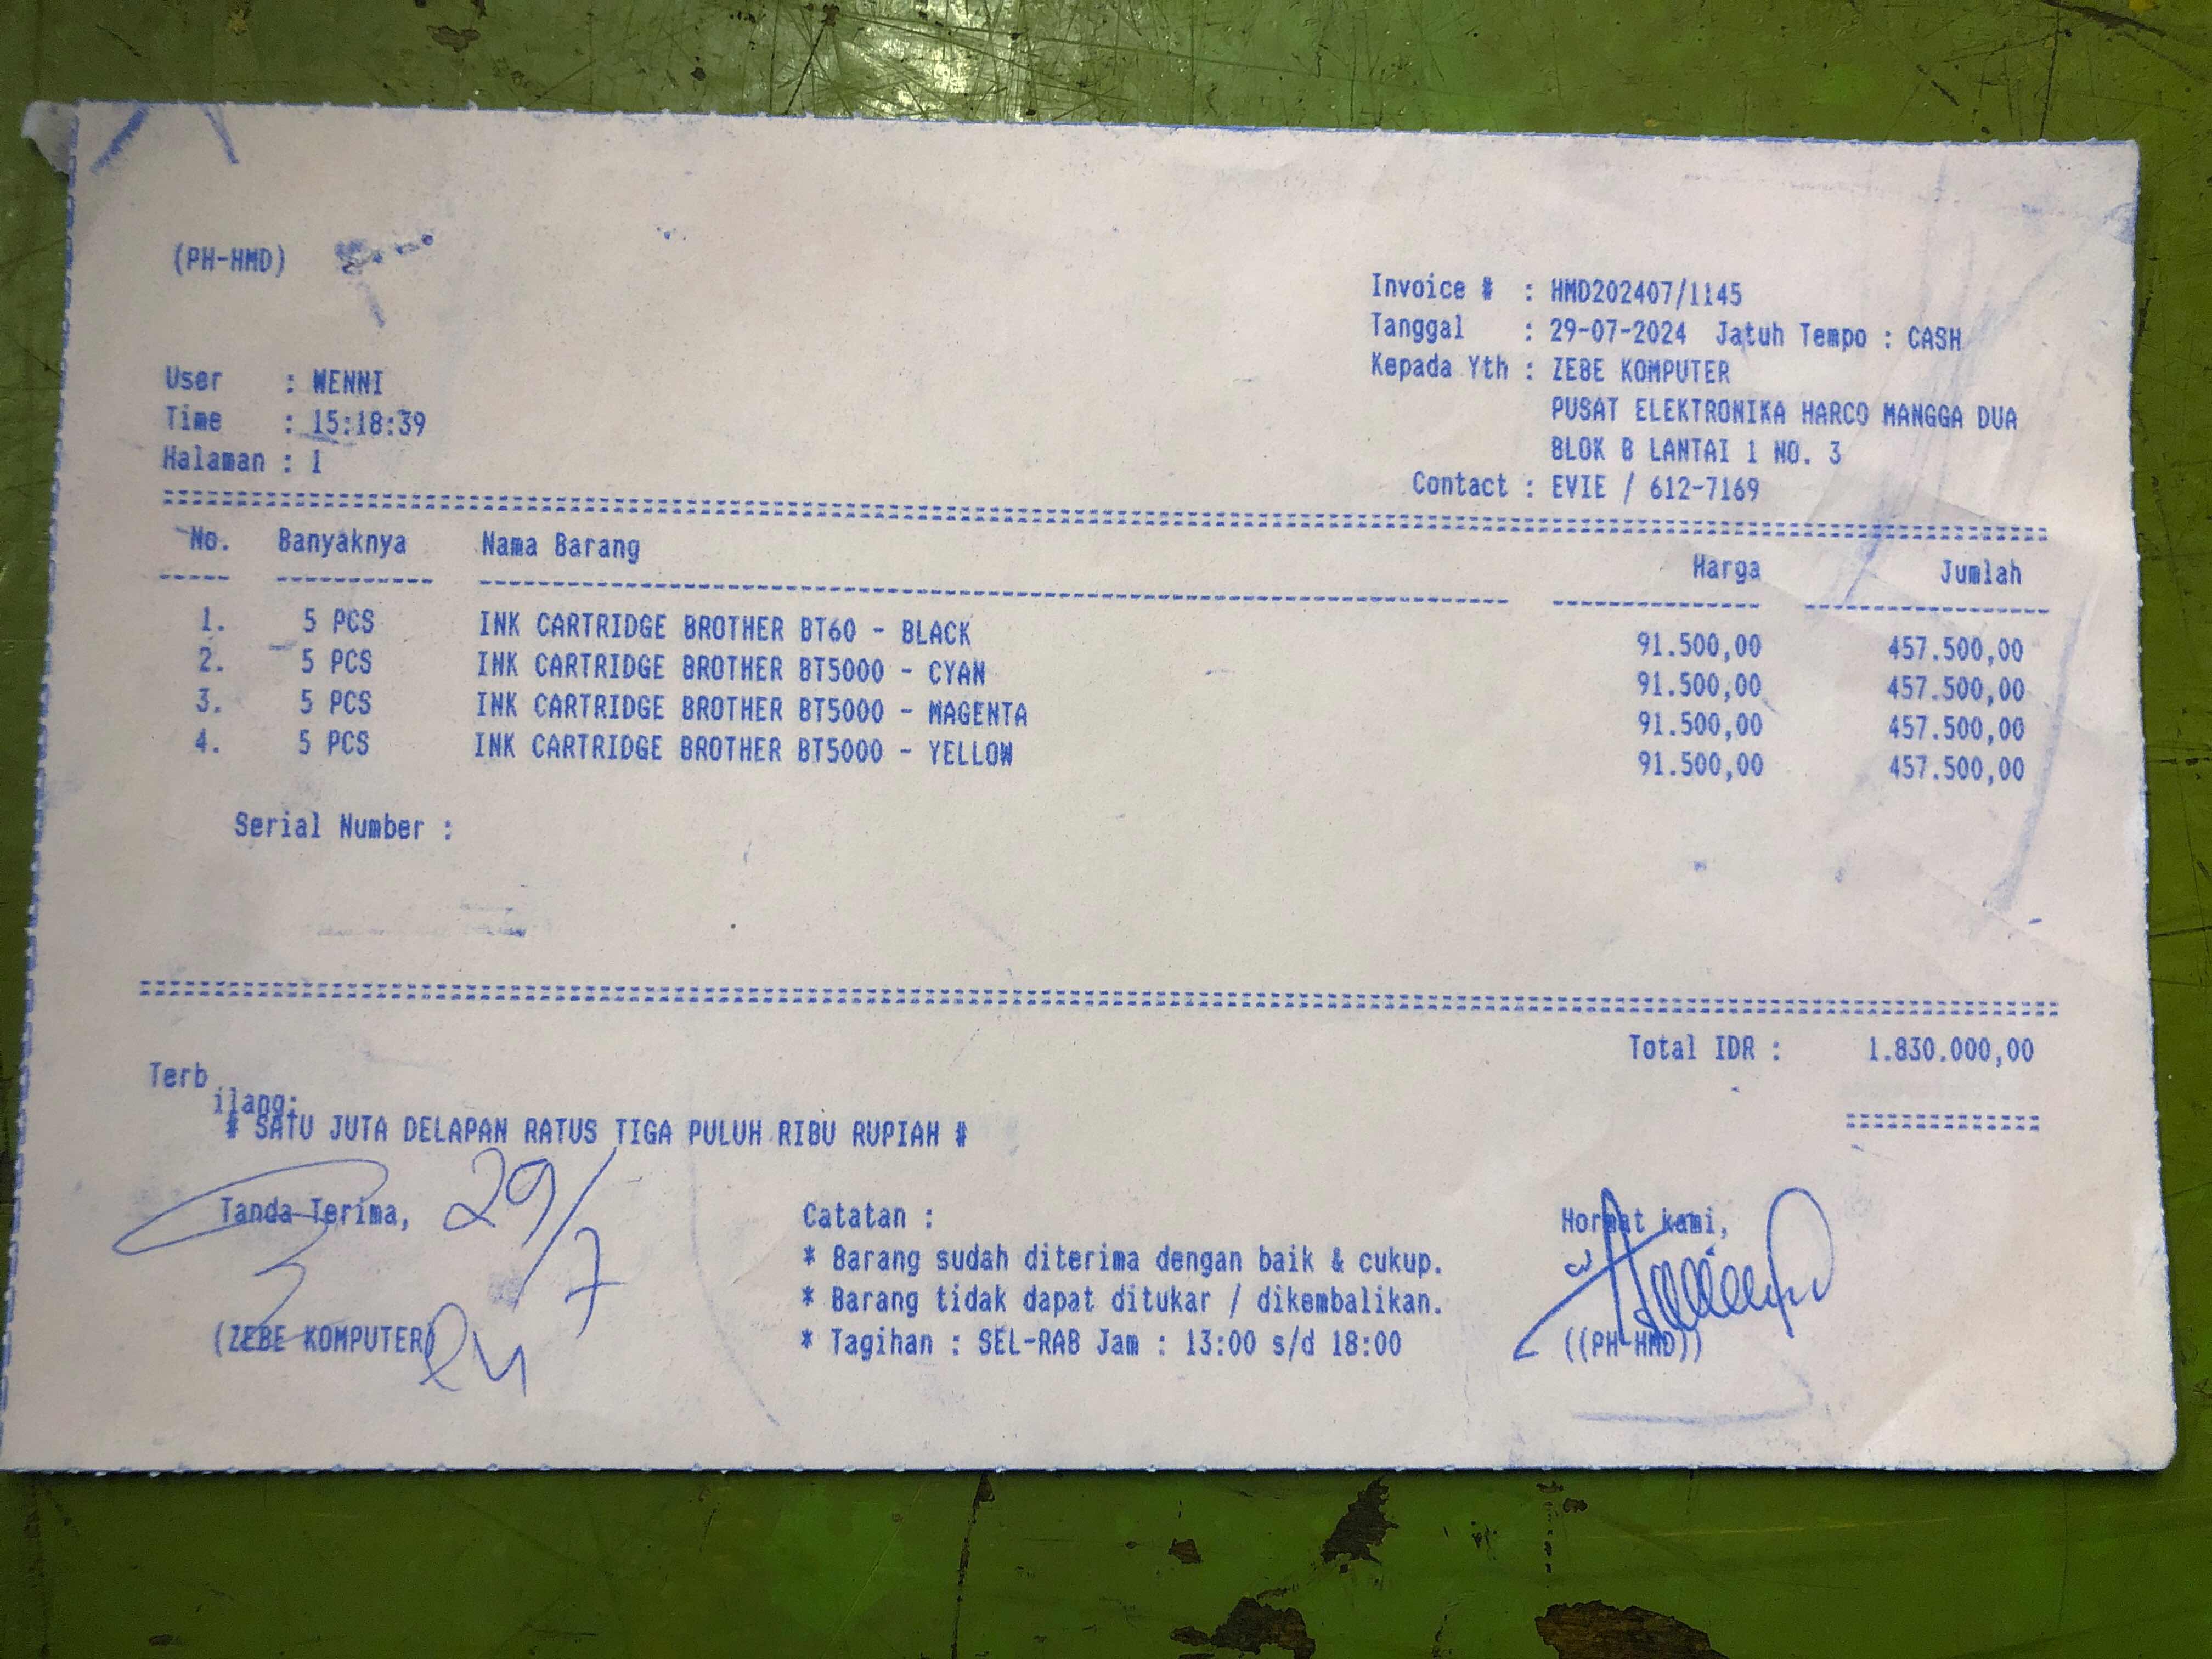 (PH-HMD)
Invoice # : HMD202407/1145
Tanggal : 29-07-2024 Jatuh Tempo : CASH
Kepada Yth : ZEBE KOMPUTER
PUSAT ELEKTRONIKA HARCO MANGGA DUA
BLOK B LANTAI 1 NO. 3
Contact : EVIE / 612-7169
User : WENNI
Time : 15:18:39
Halaman : 1
No. Banyaknya Nama Barang Harga Jumlah
1. 5 PCS INK CARTRIDGE BROTHER BT60 - BLACK 91.500,00 457.500,00
2. 5 PCS INK CARTRIDGE BROTHER BT5000 - CYAN 91.500,00 457.500,00
3. 5 PCS INK CARTRIDGE BROTHER BT5000 - MAGENTA 91.500,00 457.500,00
4. 5 PCS INK CARTRIDGE BROTHER BT5000 - YELLOW 91.500,00 457.500,00
Serial Number :
Total IDR : 1.830.000,00
Terbilang:
# SATU JUTA DELAPAN RATUS TIGA PULUH RIBU RUPIAH #
Tanda Terima, 29/7
(ZEBE KOMPUTER)
Catatan :
* Barang sudah diterima dengan baik & cukup.
* Barang tidak dapat ditukar / dikembalikan.
* Tagihan : SEL-RAB Jam : 13:00 s/d 18:00
Hormat kami,
((PH-HMD))